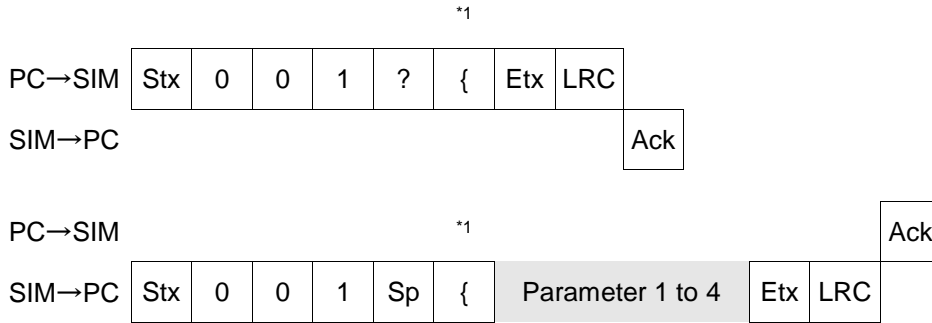 *1
PC→SIM Stx 0 0 1 ? { Etx LRC
SIM→PC Ack
PC→SIM *1 Ack
SIM→PC Stx 0 0 1 Sp { Parameter 1 to 4 Etx LRC